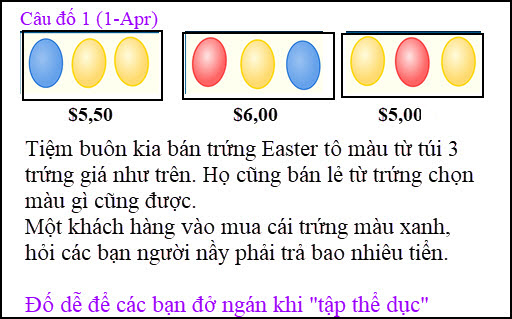 Câu đố 1 (1-Apr)
$5,50 $6,00 $5,00
Tiệm buôn kia bán trứng Easter tô màu từ túi 3
trứng giá như trên. Họ cũng bán lẻ từ trứng chọn
màu gì cũng được.
Một khách hàng vào mua cái trứng màu xanh,
hỏi các bạn người nầy phải trả bao nhiêu tiển.
Đố dễ để các bạn đở ngán khi "tập thể dục"